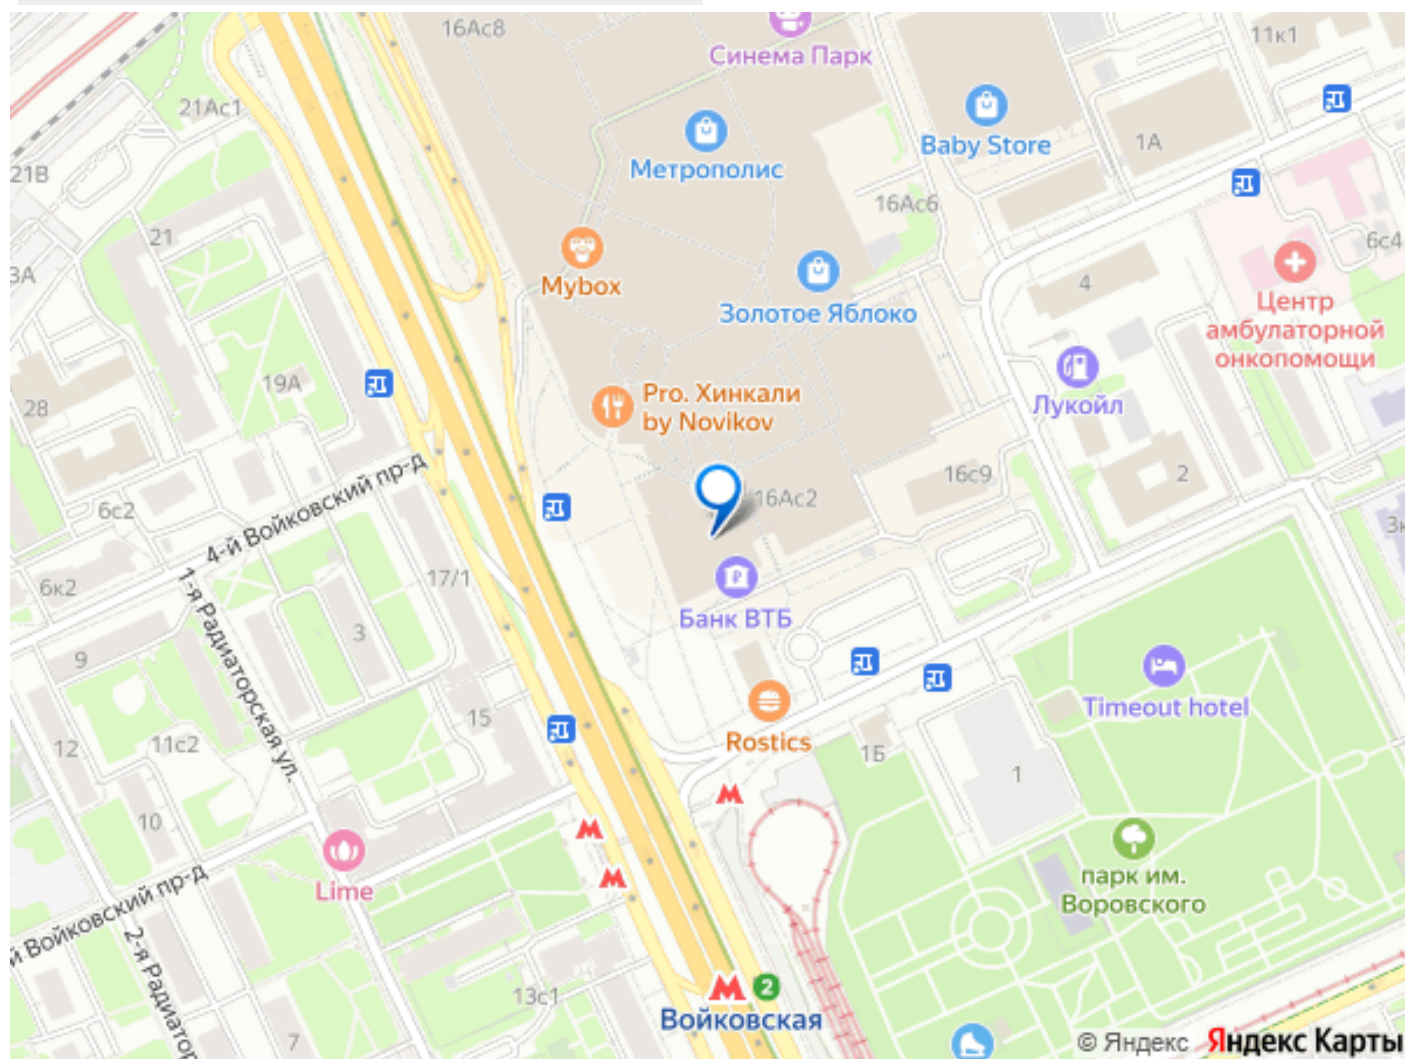 16Ас8
Синема Парк
11к1
21Ас1
Метрополис
Baby Store
1А
21В
16Ас6
21
6с4
3А
Mybox
4
Золотое Яблоко
Центр
амбулаторной
онкопомощи
19А
28
Pro. Хинкали
by Novikov
Лукойл
4-й Войковский пр-д
16с9
2
16Ас2
6с2
6к2
17/1
1-я Радиаторская ул.
3
Банк ВТБ
9
Timeout hotel
15
12
11с2
Rostics
1Б
1
10
Lime
парк им.
Воровского
й Войковский пр-д
2-я Радиатор
13с1
2
Войковская
7
© Яндекс Яндекс Карты